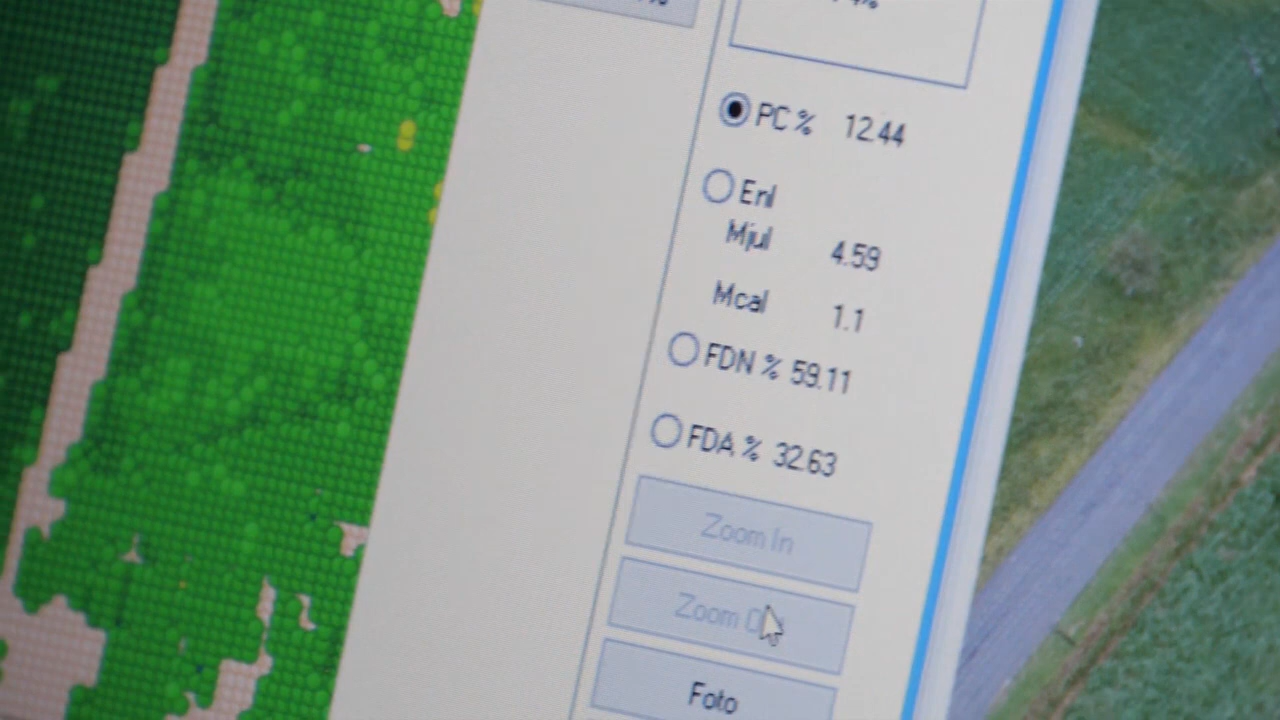 PC % 12.44
Enl
Mjul 4.59
Mcal 1.1
FDN % 59.11
FDA % 32.63
Zoom In
Zoom
Foto